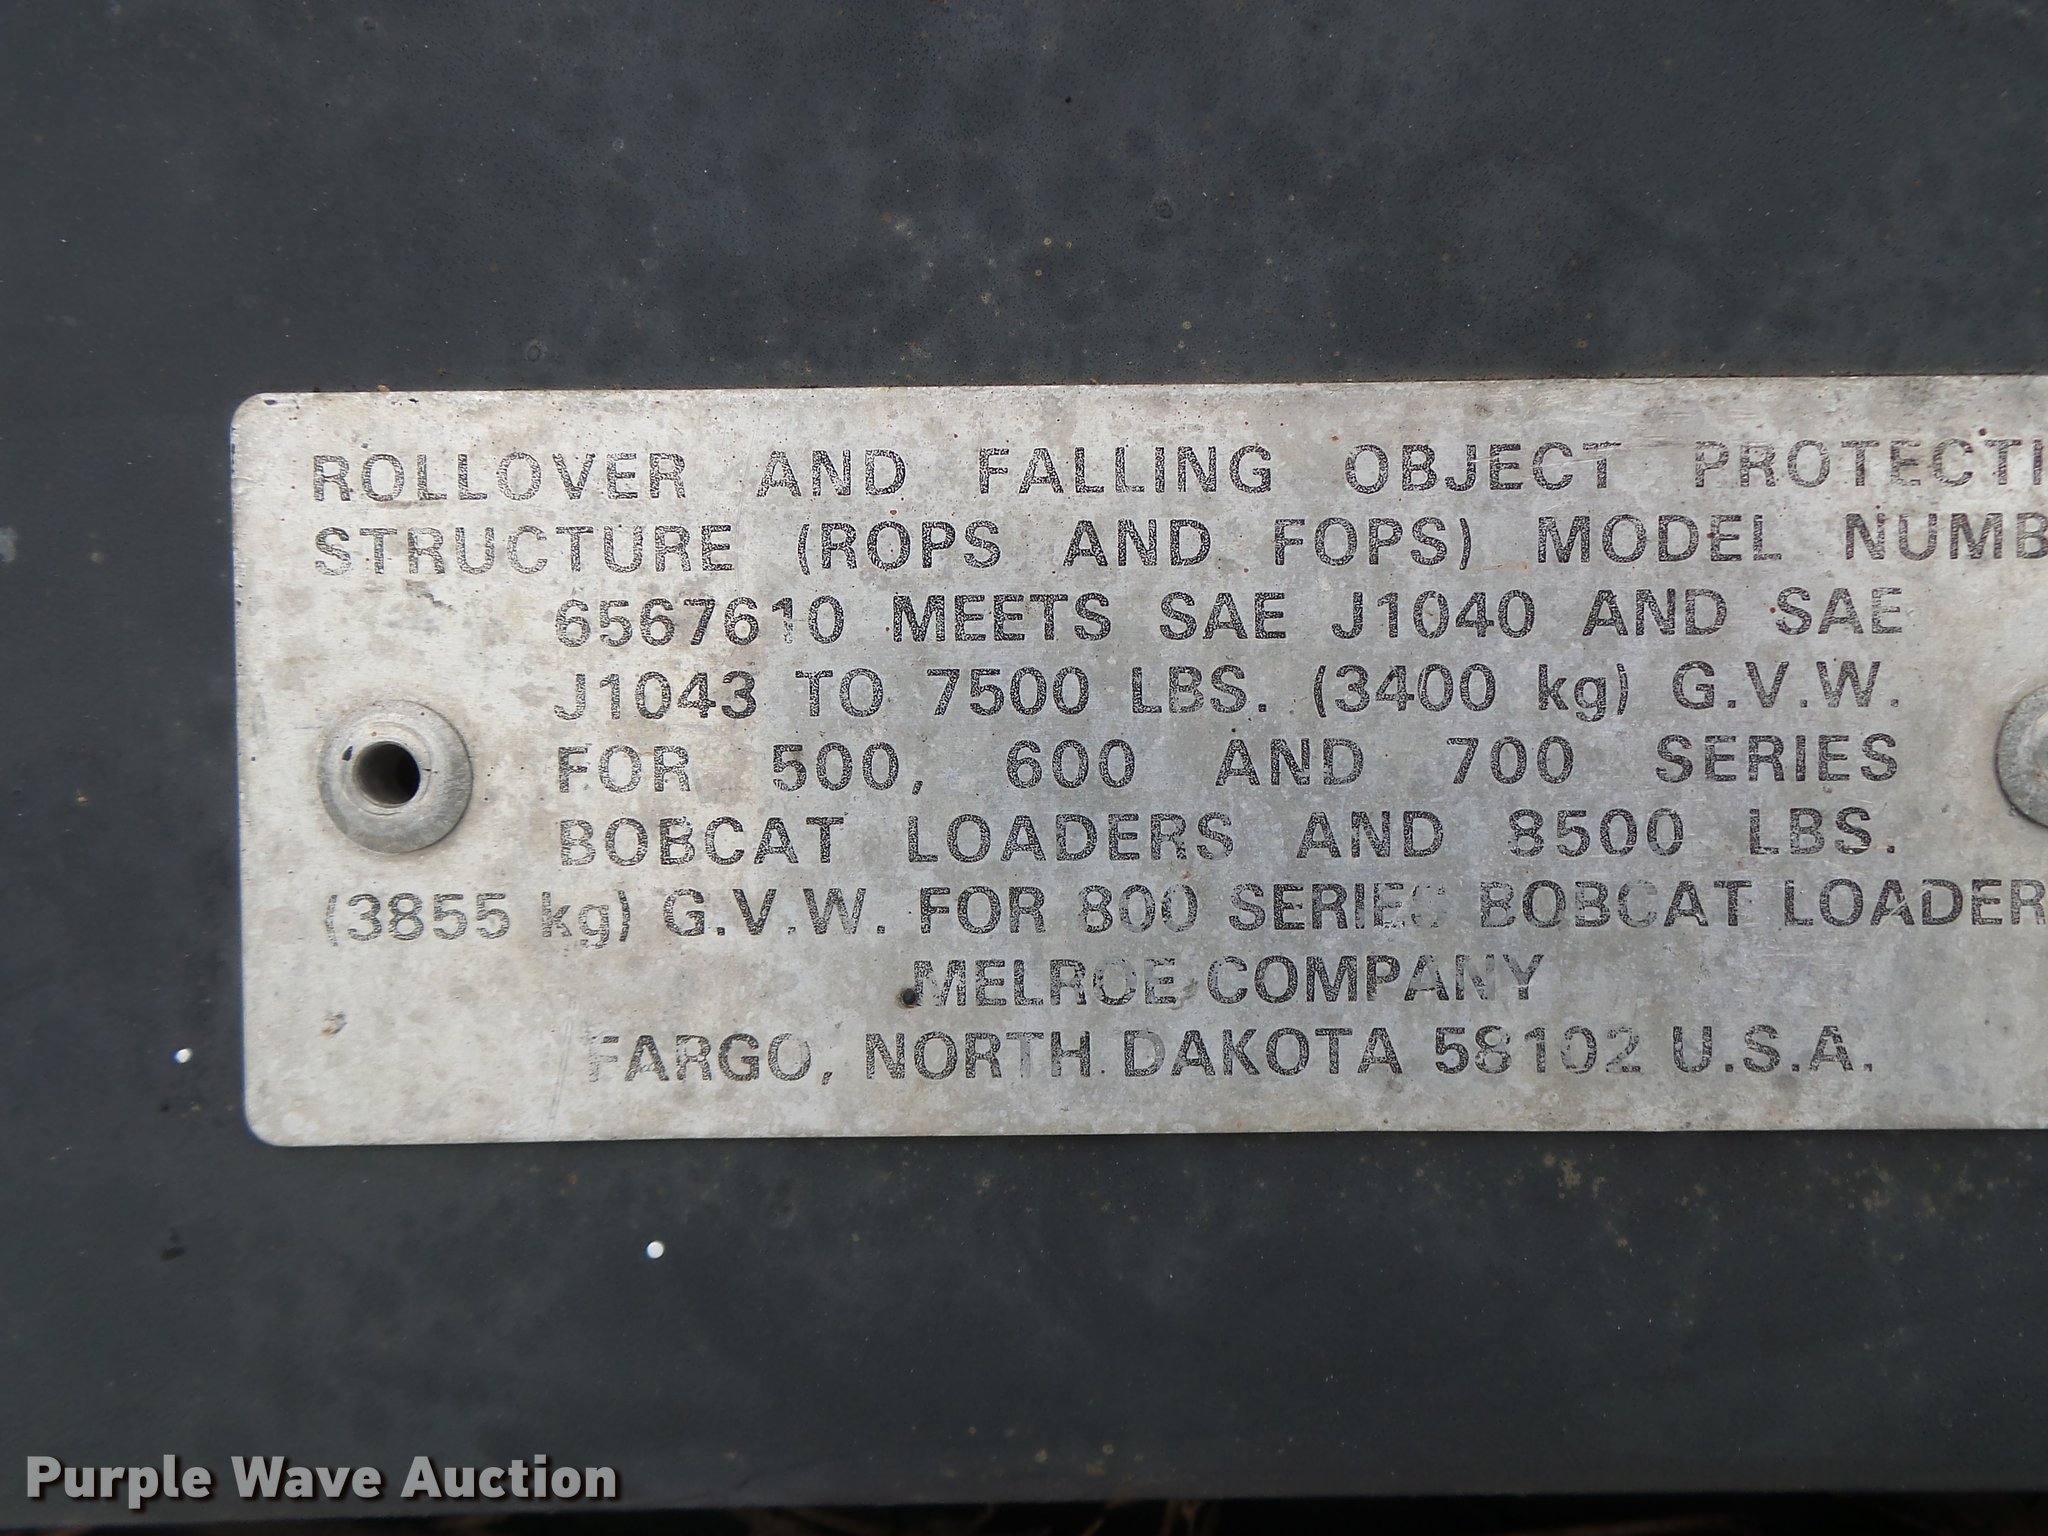 ROLLOVER AND FALLING OBJECT PROTECTI
STRUCTURE (ROPS AND FOPS) MODEL NUMB
6567610 MEETS SAE J1040 AND SAE
J1043 TO 7500 LBS. (3400 kg) G.V.W.
FOR 500, 600 AND 700 SERIES
BOBCAT LOADERS AND 8500 LBS.
(3855 kg) G.V.W. FOR 800 SERIES BOBCAT LOADER
MELROE COMPANY
FARGO, NORTH DAKOTA 58102 U.S.A.
Purple Wave Auction